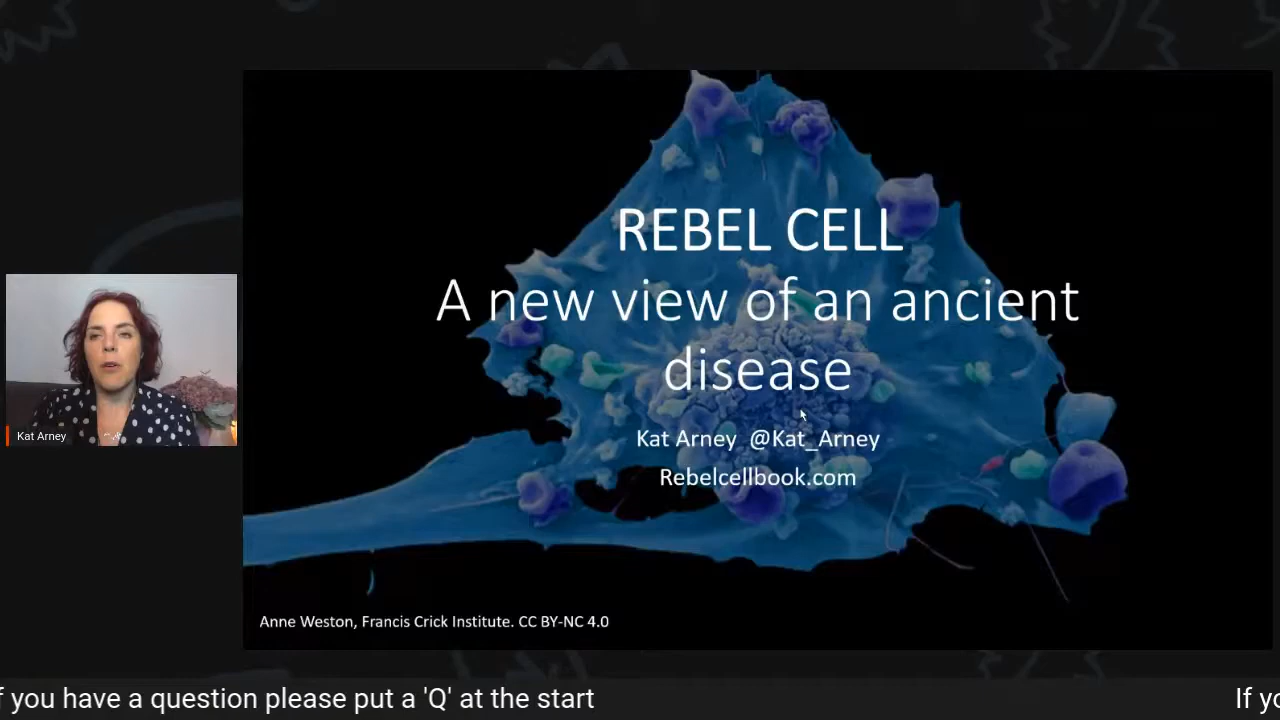 REBEL CELL
A new view of an ancient
disease
Kat Arney @Kat_Arney
Rebelcellbook.com
Kat Arney
Anne Weston, Francis Crick Institute. CC BY-NC 4.0
f you have a question please put a 'Q' at the start
If yo